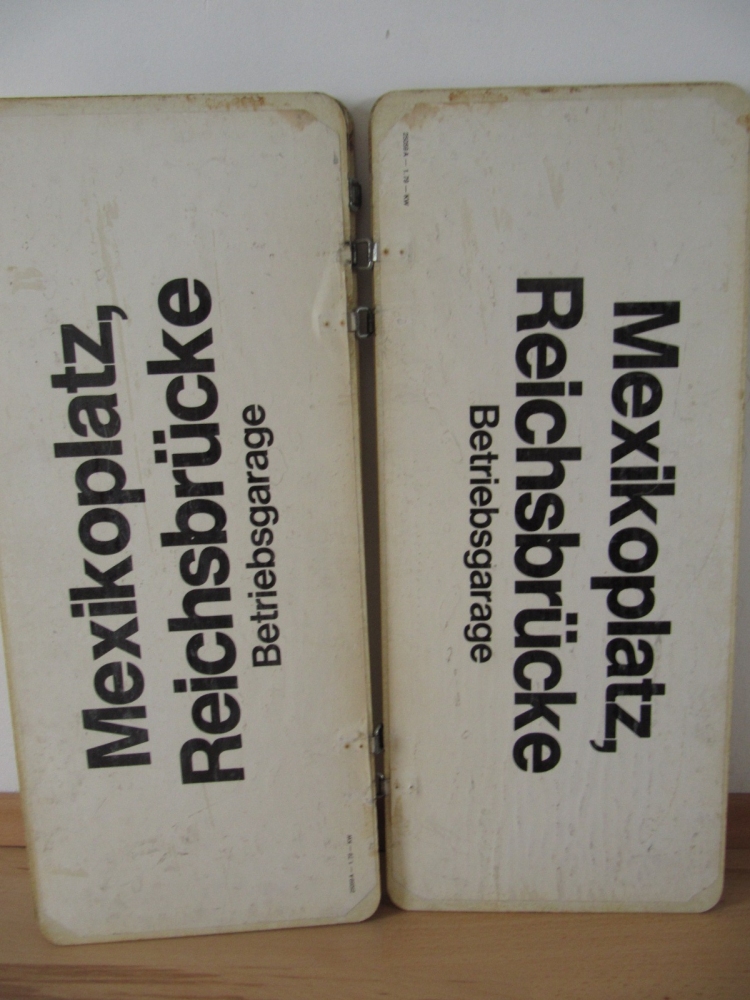 Mexikoplatz,
Reichsbrücke
Betriebsgarage
Mexikoplatz,
Reichsbrücke
Betriebsgarage